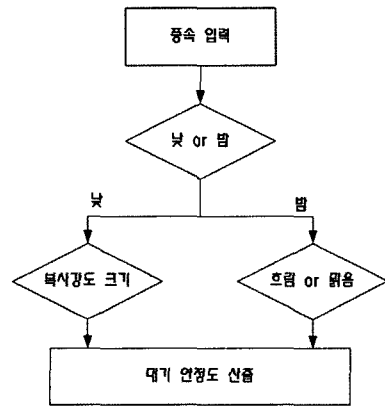 풍속 입력
낮 or 밤
낮
밤
복사강도 크기
흐림 or 맑음
대기 안정도 산출